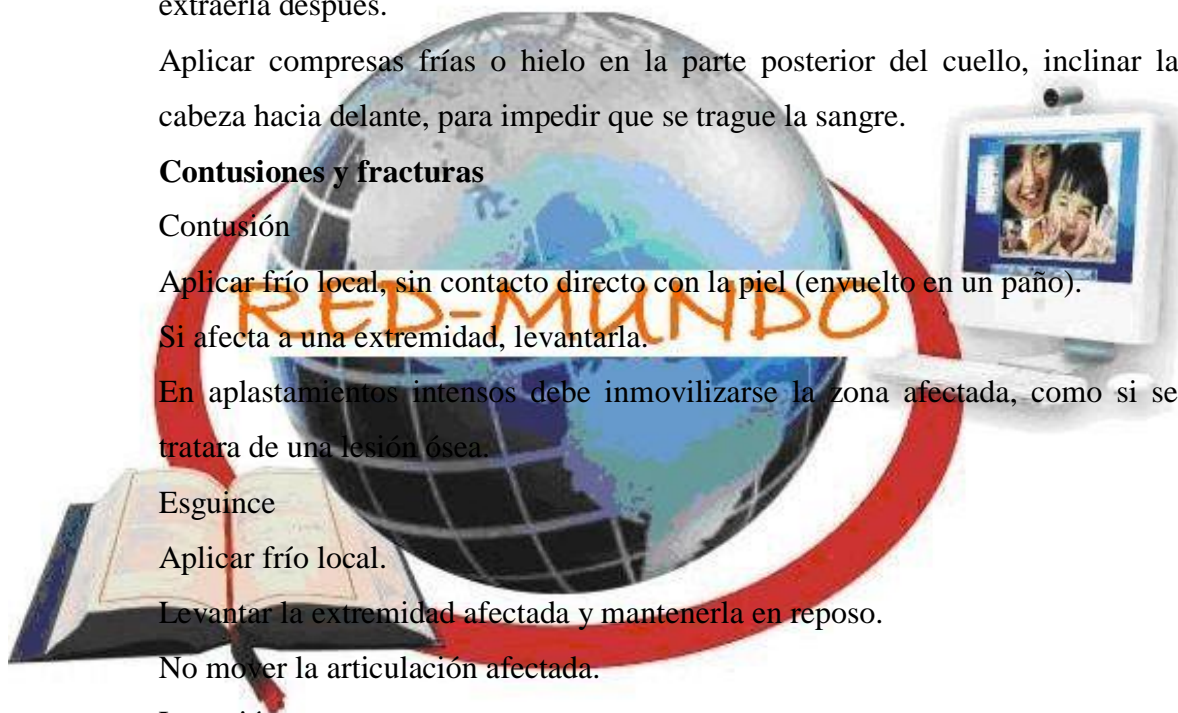 extraerla después.
Aplicar compresas frías o hielo en la parte posterior del cuello, inclinar la
cabeza hacia delante, para impedir que se trague la sangre.
Contusiones y fracturas
Contusión
Aplicar frío local, sin contacto directo con la piel (envuelto en un paño).
RED-MUNDO
Si afecta a una extremidad, levantarla.
En aplastamientos intensos debe inmovilizarse la zona afectada, como si se
tratara de una lesión ósea.
Esguince
Aplicar frío local.
Levantar la extremidad afectada y mantenerla en reposo.
No mover la articulación afectada.